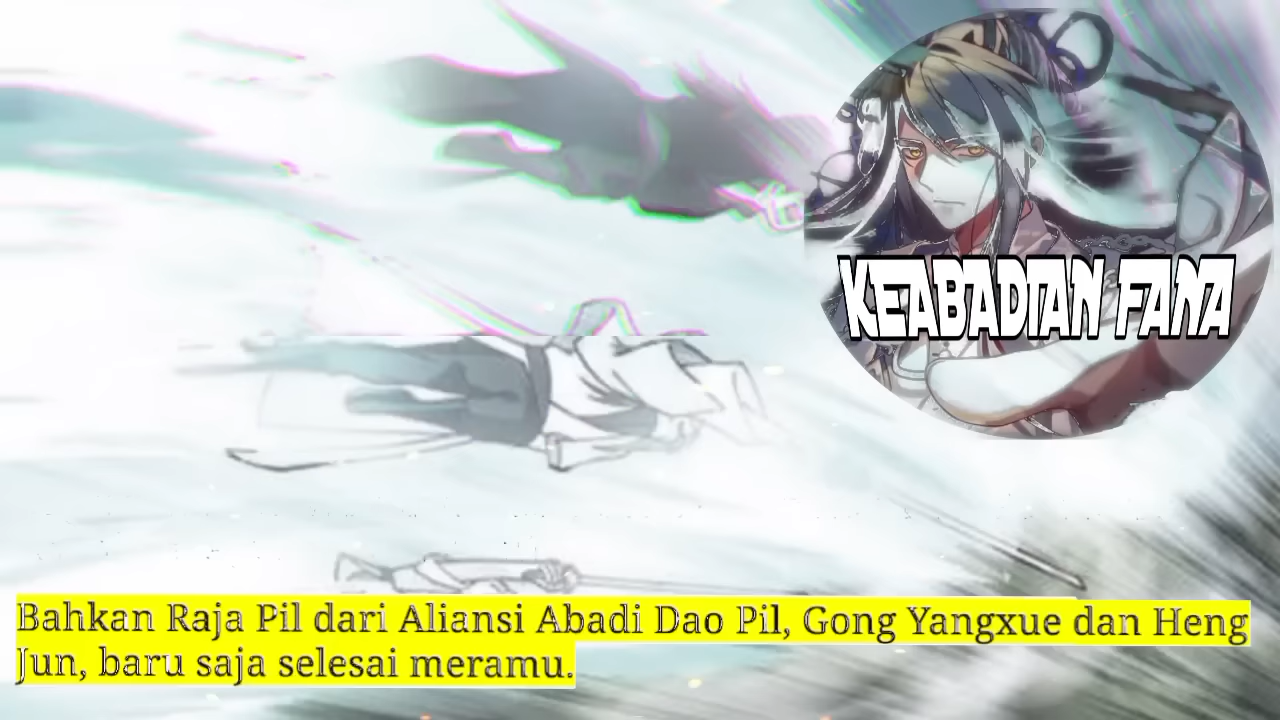 KEABADIAN FANA
Bahkan Raja Pil dari Aliansi Abadi Dao Pil, Gong Yangxue dan Heng
Jun, baru saja selesai meramu.